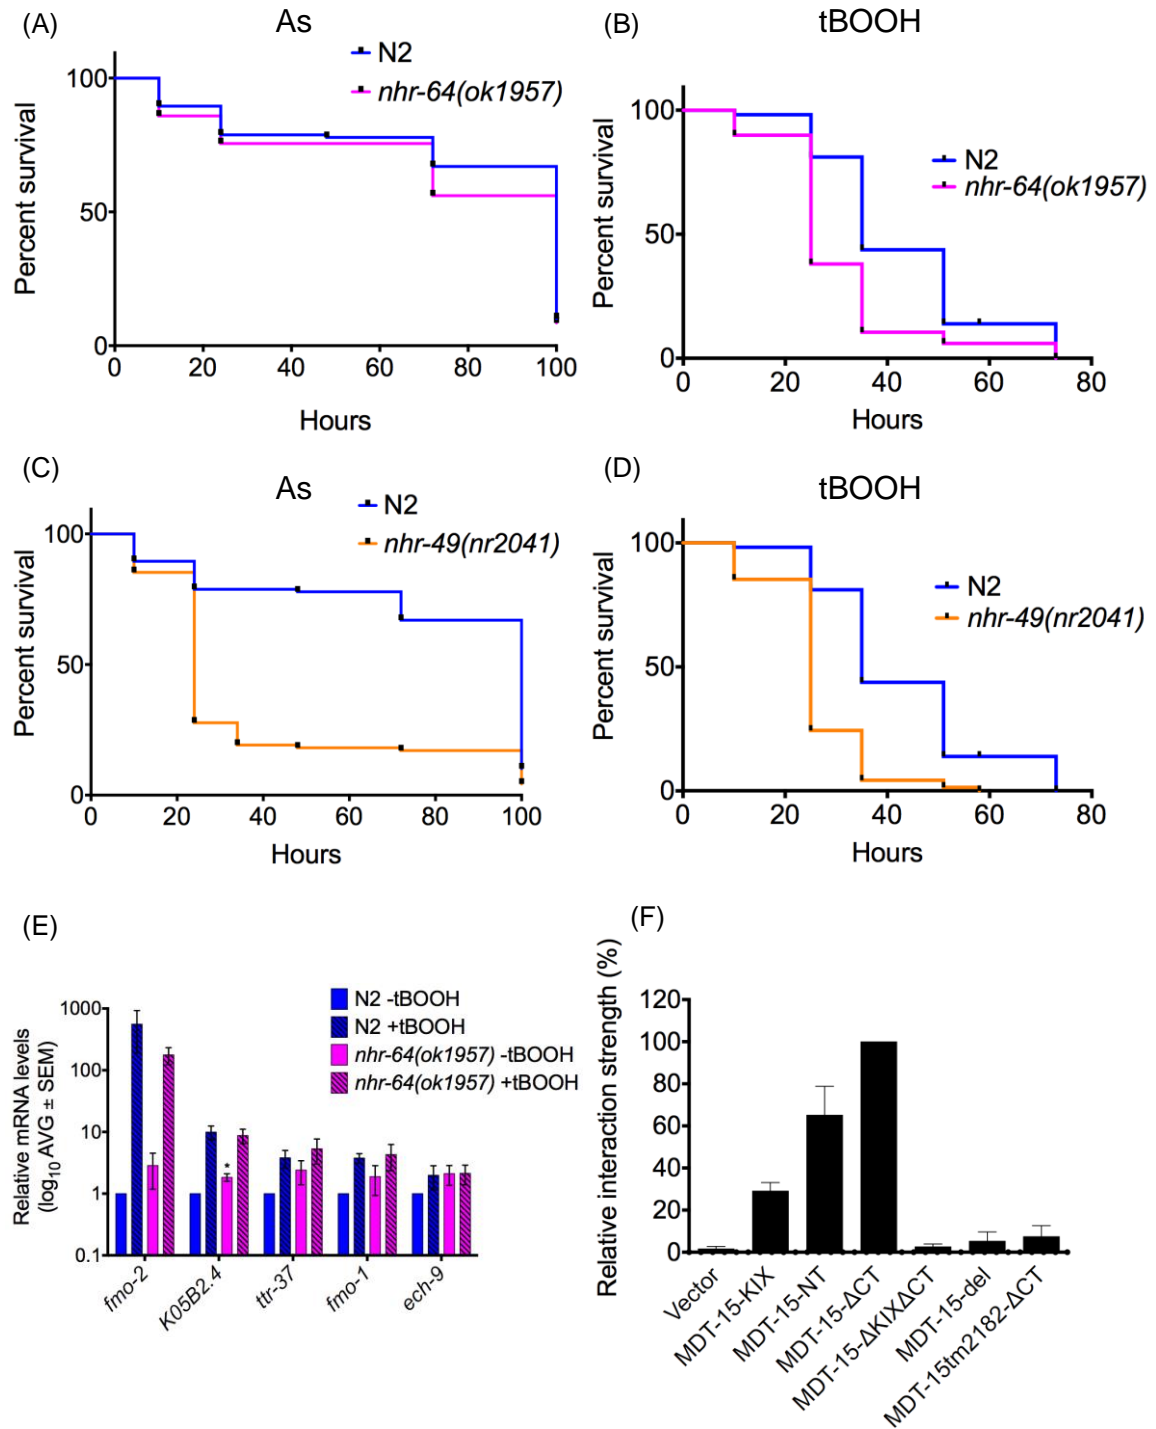 (A)
As
N2
nhr-64(ok1957)
Percent survival
100
50
0
0 20 40 60 80 100
Hours
(B)
tBOOH
N2
nhr-64(ok1957)
Percent survival
100
50
0
0 20 40 60 80
Hours
(C)
As
N2
nhr-49(nr2041)
Percent survival
100
50
0
0 20 40 60 80 100
Hours
(D)
tBOOH
N2
nhr-49(nr2041)
Percent survival
100
50
0
0 20 40 60 80
Hours
(E)
N2 -tBOOH
N2 +tBOOH
nhr-64(ok1957) -tBOOH
nhr-64(ok1957) +tBOOH
Relative mRNA levels
(log10 AVG ± SEM)
1000
100
10
1
0.1
*
fmo-2
K05B2.4
ttr-37
fmo-1
ech-9
(F)
Relative interaction strength (%)
120
100
80
60
40
20
0
Vector
MDT-15-KIX
MDT-15-NT
MDT-15-ΔCT
MDT-15-ΔKIXΔCT
MDT-15-del
MDT-15tm2182-ΔCT